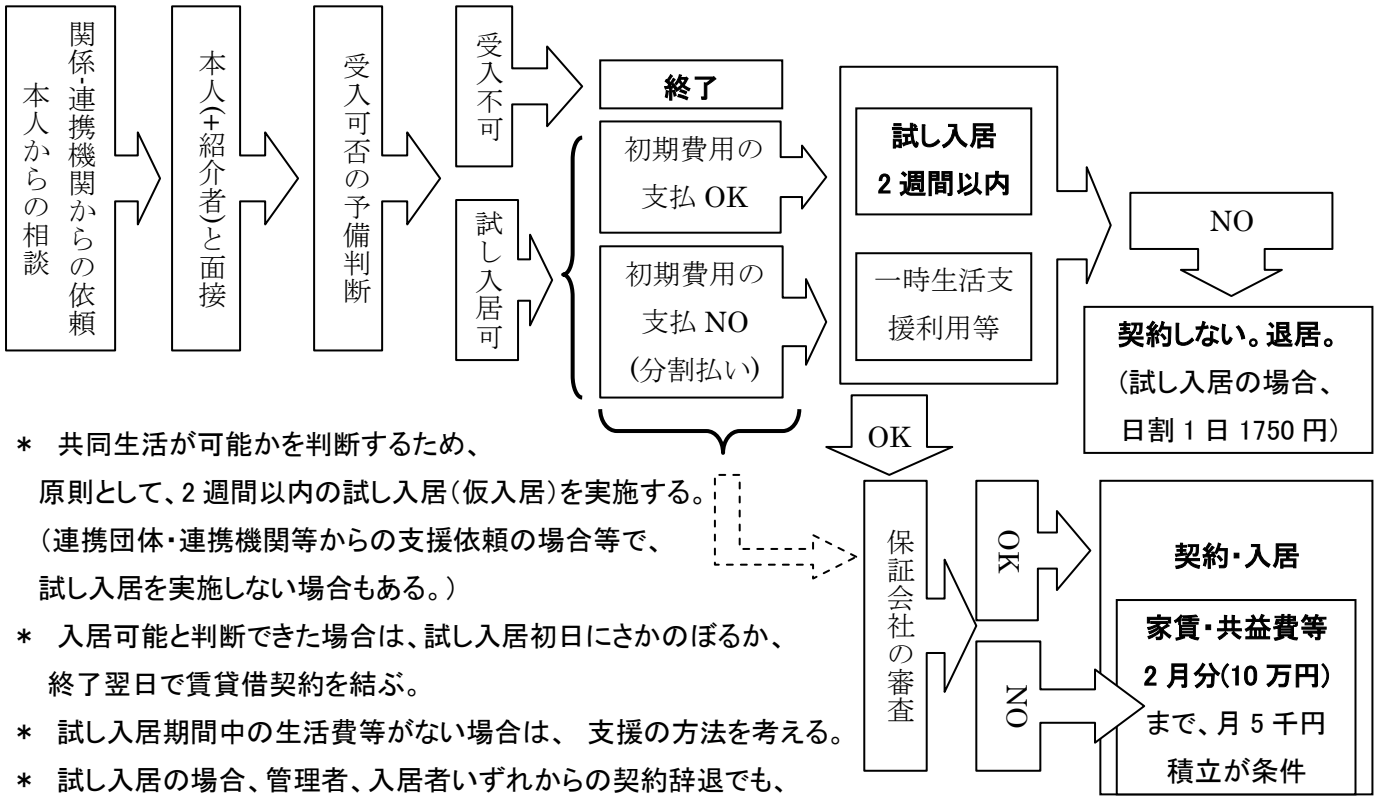 関係・連携機関からの依頼
本人からの相談
本人(+紹介者)と面接
受入可否の予備判断
受入不可
試し入居可
終了
初期費用の
支払 OK
初期費用の
支払 NO
(分割払い)
試し入居
2 週間以内
一時生活支
援利用等
NO
契約しない。退居。
(試し入居の場合、
日割 1 日 1750 円)
OK
保証会社の審査
OK
NO
契約・入居
家賃・共益費等
2 月分(10 万円)
まで、月 5 千円
積立が条件
* 共同生活が可能かを判断するため、
原則として、2 週間以内の試し入居(仮入居)を実施する。
(連携団体・連携機関等からの支援依頼の場合等で、
試し入居を実施しない場合もある。)
* 入居可能と判断できた場合は、試し入居初日にさかのぼるか、
終了翌日で賃貸借契約を結ぶ。
* 試し入居期間中の生活費等がない場合は、 支援の方法を考える。
* 試し入居の場合、管理者、入居者いずれからの契約辞退でも、